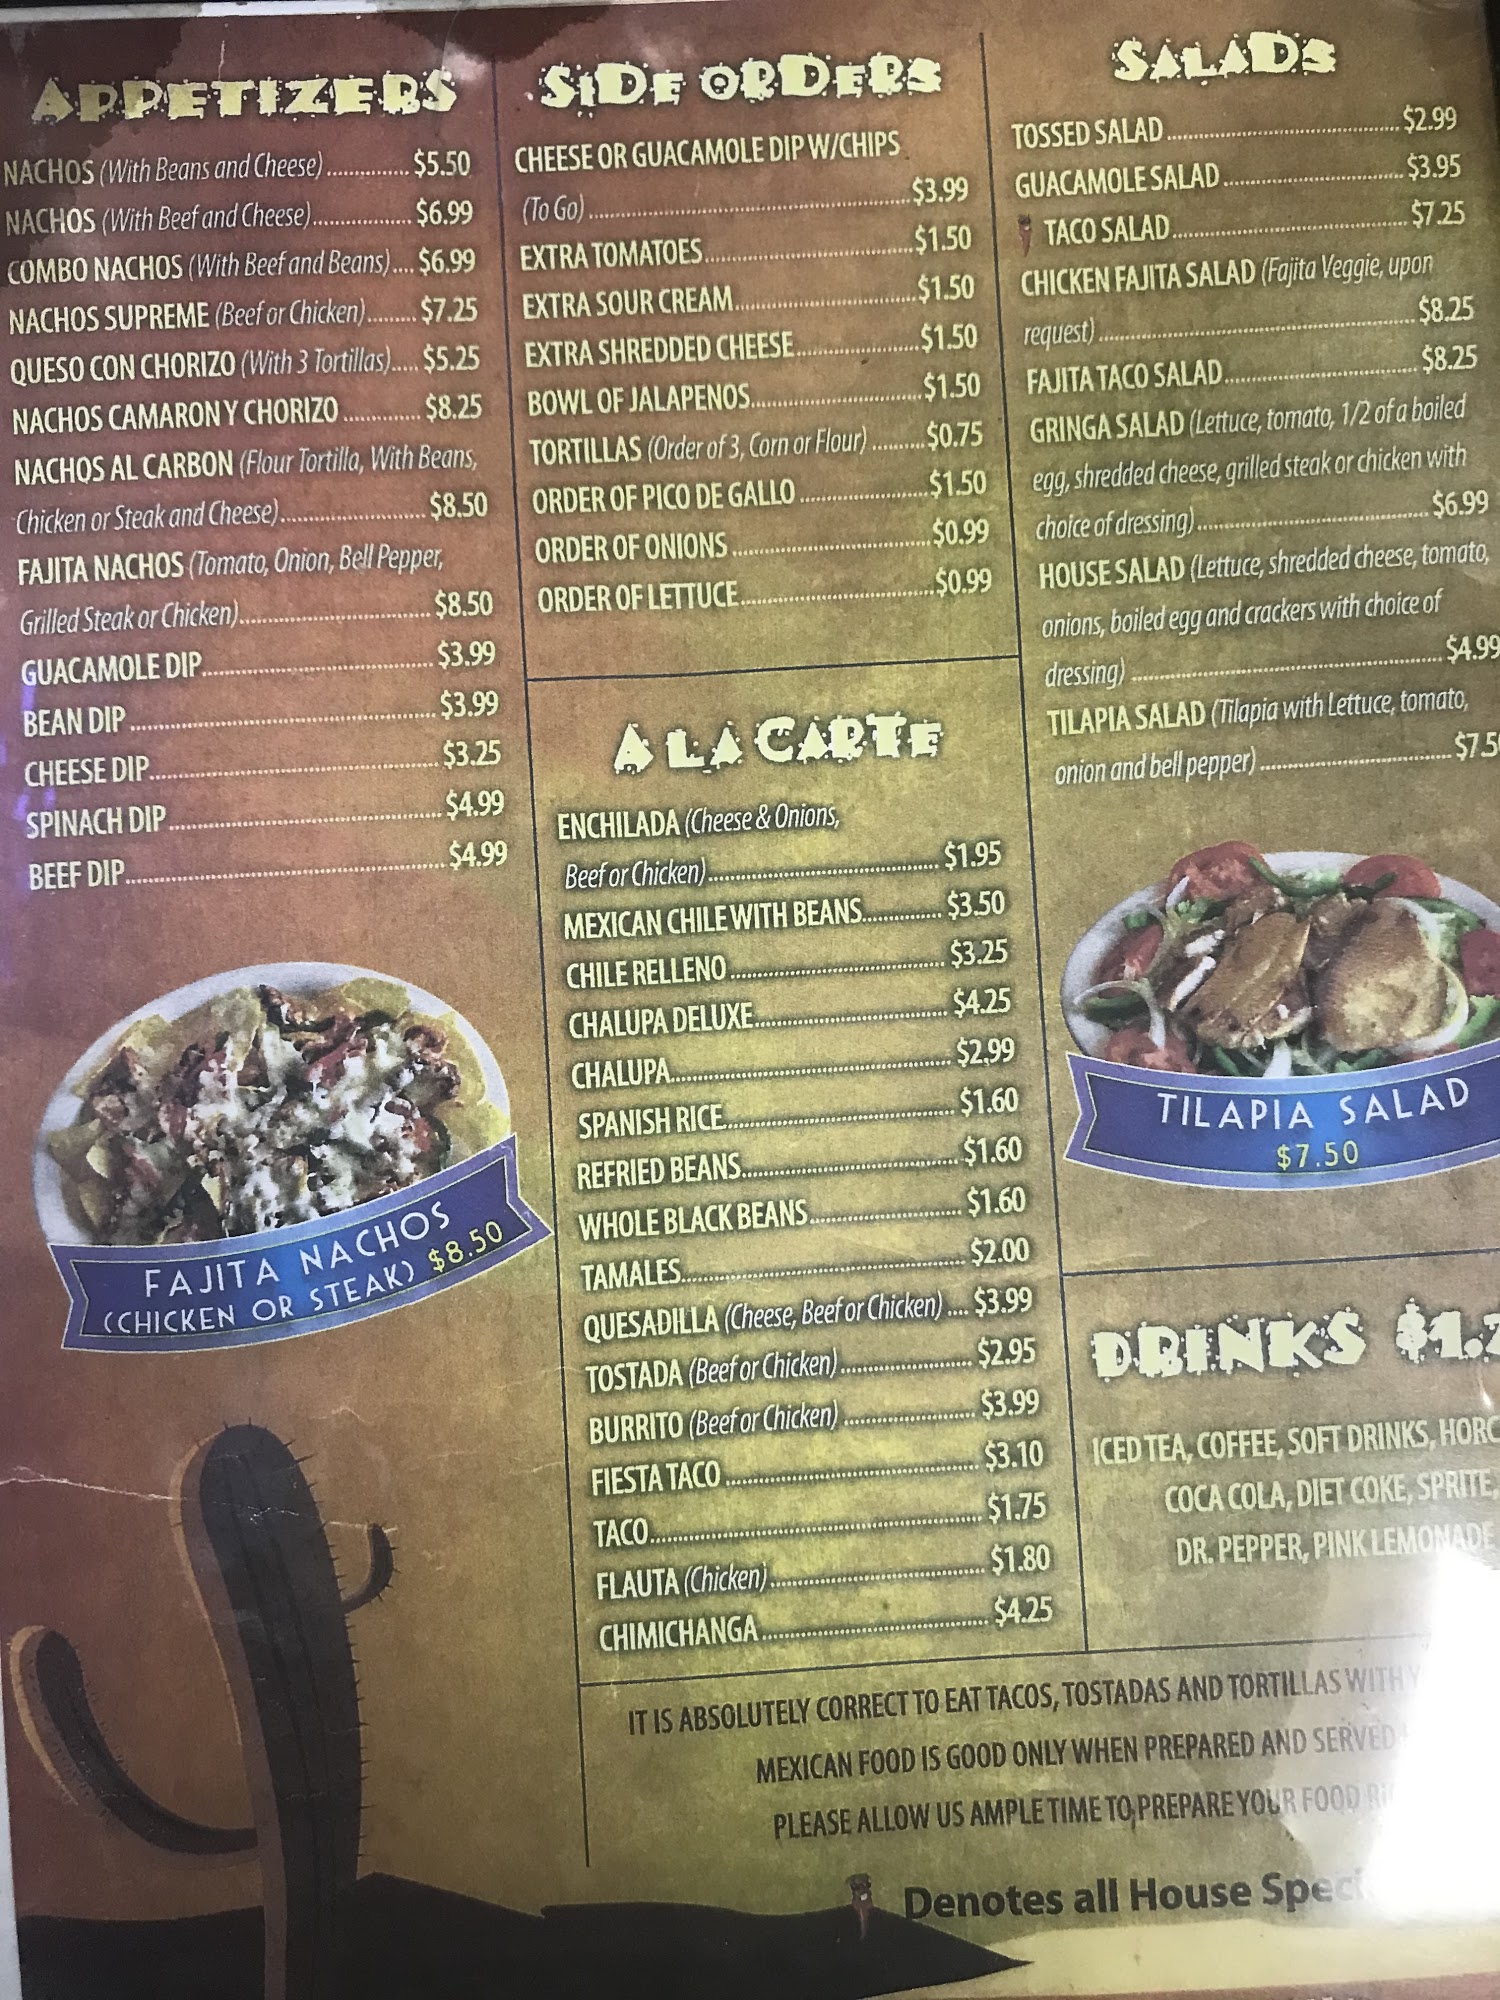 APPETIZERS
NACHOS (With Beans and Cheese) $5.50
NACHOS (With Beef and Cheese) $6.99
COMBO NACHOS (With Beef and Beans) $6.99
NACHOS SUPREME (Beef or Chicken) $7.25
QUESO CON CHORIZO (With 3 Tortillas) $5.25
NACHOS CAMARON Y CHORIZO $8.25
NACHOS AL CARBON (Flour Tortilla, With Beans,
Chicken or Steak and Cheese) $8.50
FAJITA NACHOS (Tomato, Onion, Bell Pepper,
Grilled Steak or Chicken) $8.50
GUACAMOLE DIP $3.99
BEAN DIP $3.99
CHEESE DIP $3.25
SPINACH DIP $4.99
BEEF DIP $4.99
FAJITA NACHOS
(CHICKEN OR STEAK) $8.50
SIDE ORDERS
CHEESE OR GUACAMOLE DIP W/CHIPS
(To Go) $3.99
EXTRA TOMATOES $1.50
EXTRA SOUR CREAM $1.50
EXTRA SHREDDED CHEESE $1.50
BOWL OF JALAPENOS $1.50
TORTILLAS (Order of 3, Corn or Flour) $0.75
ORDER OF PICO DE GALLO $1.50
ORDER OF ONIONS $0.99
ORDER OF LETTUCE $0.99
A LA CARTE
ENCHILADA (Cheese & Onions,
Beef or Chicken) $1.95
MEXICAN CHILE WITH BEANS $3.50
CHILE RELLENO $3.25
CHALUPA DELUXE $4.25
CHALUPA $2.99
SPANISH RICE $1.60
REFRIED BEANS $1.60
WHOLE BLACK BEANS $1.60
TAMALES $2.00
QUESADILLA (Cheese, Beef or Chicken) $3.99
TOSTADA (Beef or Chicken) $2.95
BURRITO (Beef or Chicken) $3.99
FIESTA TACO $3.10
TACO $1.75
FLAUTA (Chicken) $1.80
CHIMICHANGA $4.25
SALADS
TOSSED SALAD $2.99
GUACAMOLE SALAD $3.95
TACO SALAD $7.25
CHICKEN FAJITA SALAD (Fajita Veggie, upon
request) $8.25
FAJITA TACO SALAD $8.25
GRINGA SALAD (Lettuce, tomato, 1/2 of a boiled
egg, shredded cheese, grilled steak or chicken with
choice of dressing) $6.99
HOUSE SALAD (Lettuce, shredded cheese, tomato,
onions, boiled egg and crackers with choice of
dressing) $4.99
TILAPIA SALAD (Tilapia with Lettuce, tomato,
onion and bell pepper) $7.50
TILAPIA SALAD
$7.50
DRINKS $1.
ICED TEA, COFFEE, SOFT DRINKS, HORC
COCA COLA, DIET COKE, SPRITE,
DR. PEPPER, PINK LEMONADE
IT IS ABSOLUTELY CORRECT TO EAT TACOS, TOSTADAS AND TORTILLAS WITH
MEXICAN FOOD IS GOOD ONLY WHEN PREPARED AND SERVED
PLEASE ALLOW US AMPLE TIME TO PREPARE YOUR FOOD
Denotes all House Spec